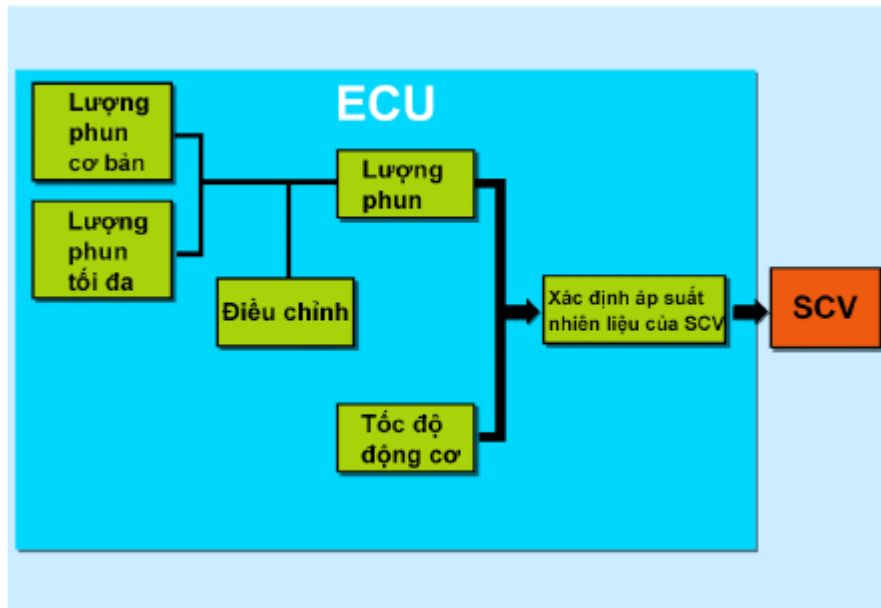 ECU
Lượng
phun
cơ bản
Lượng
phun
tối đa
Điều chỉnh
Lượng
phun
Tốc độ
động cơ
Xác định áp suất
nhiên liệu của SCV
SCV